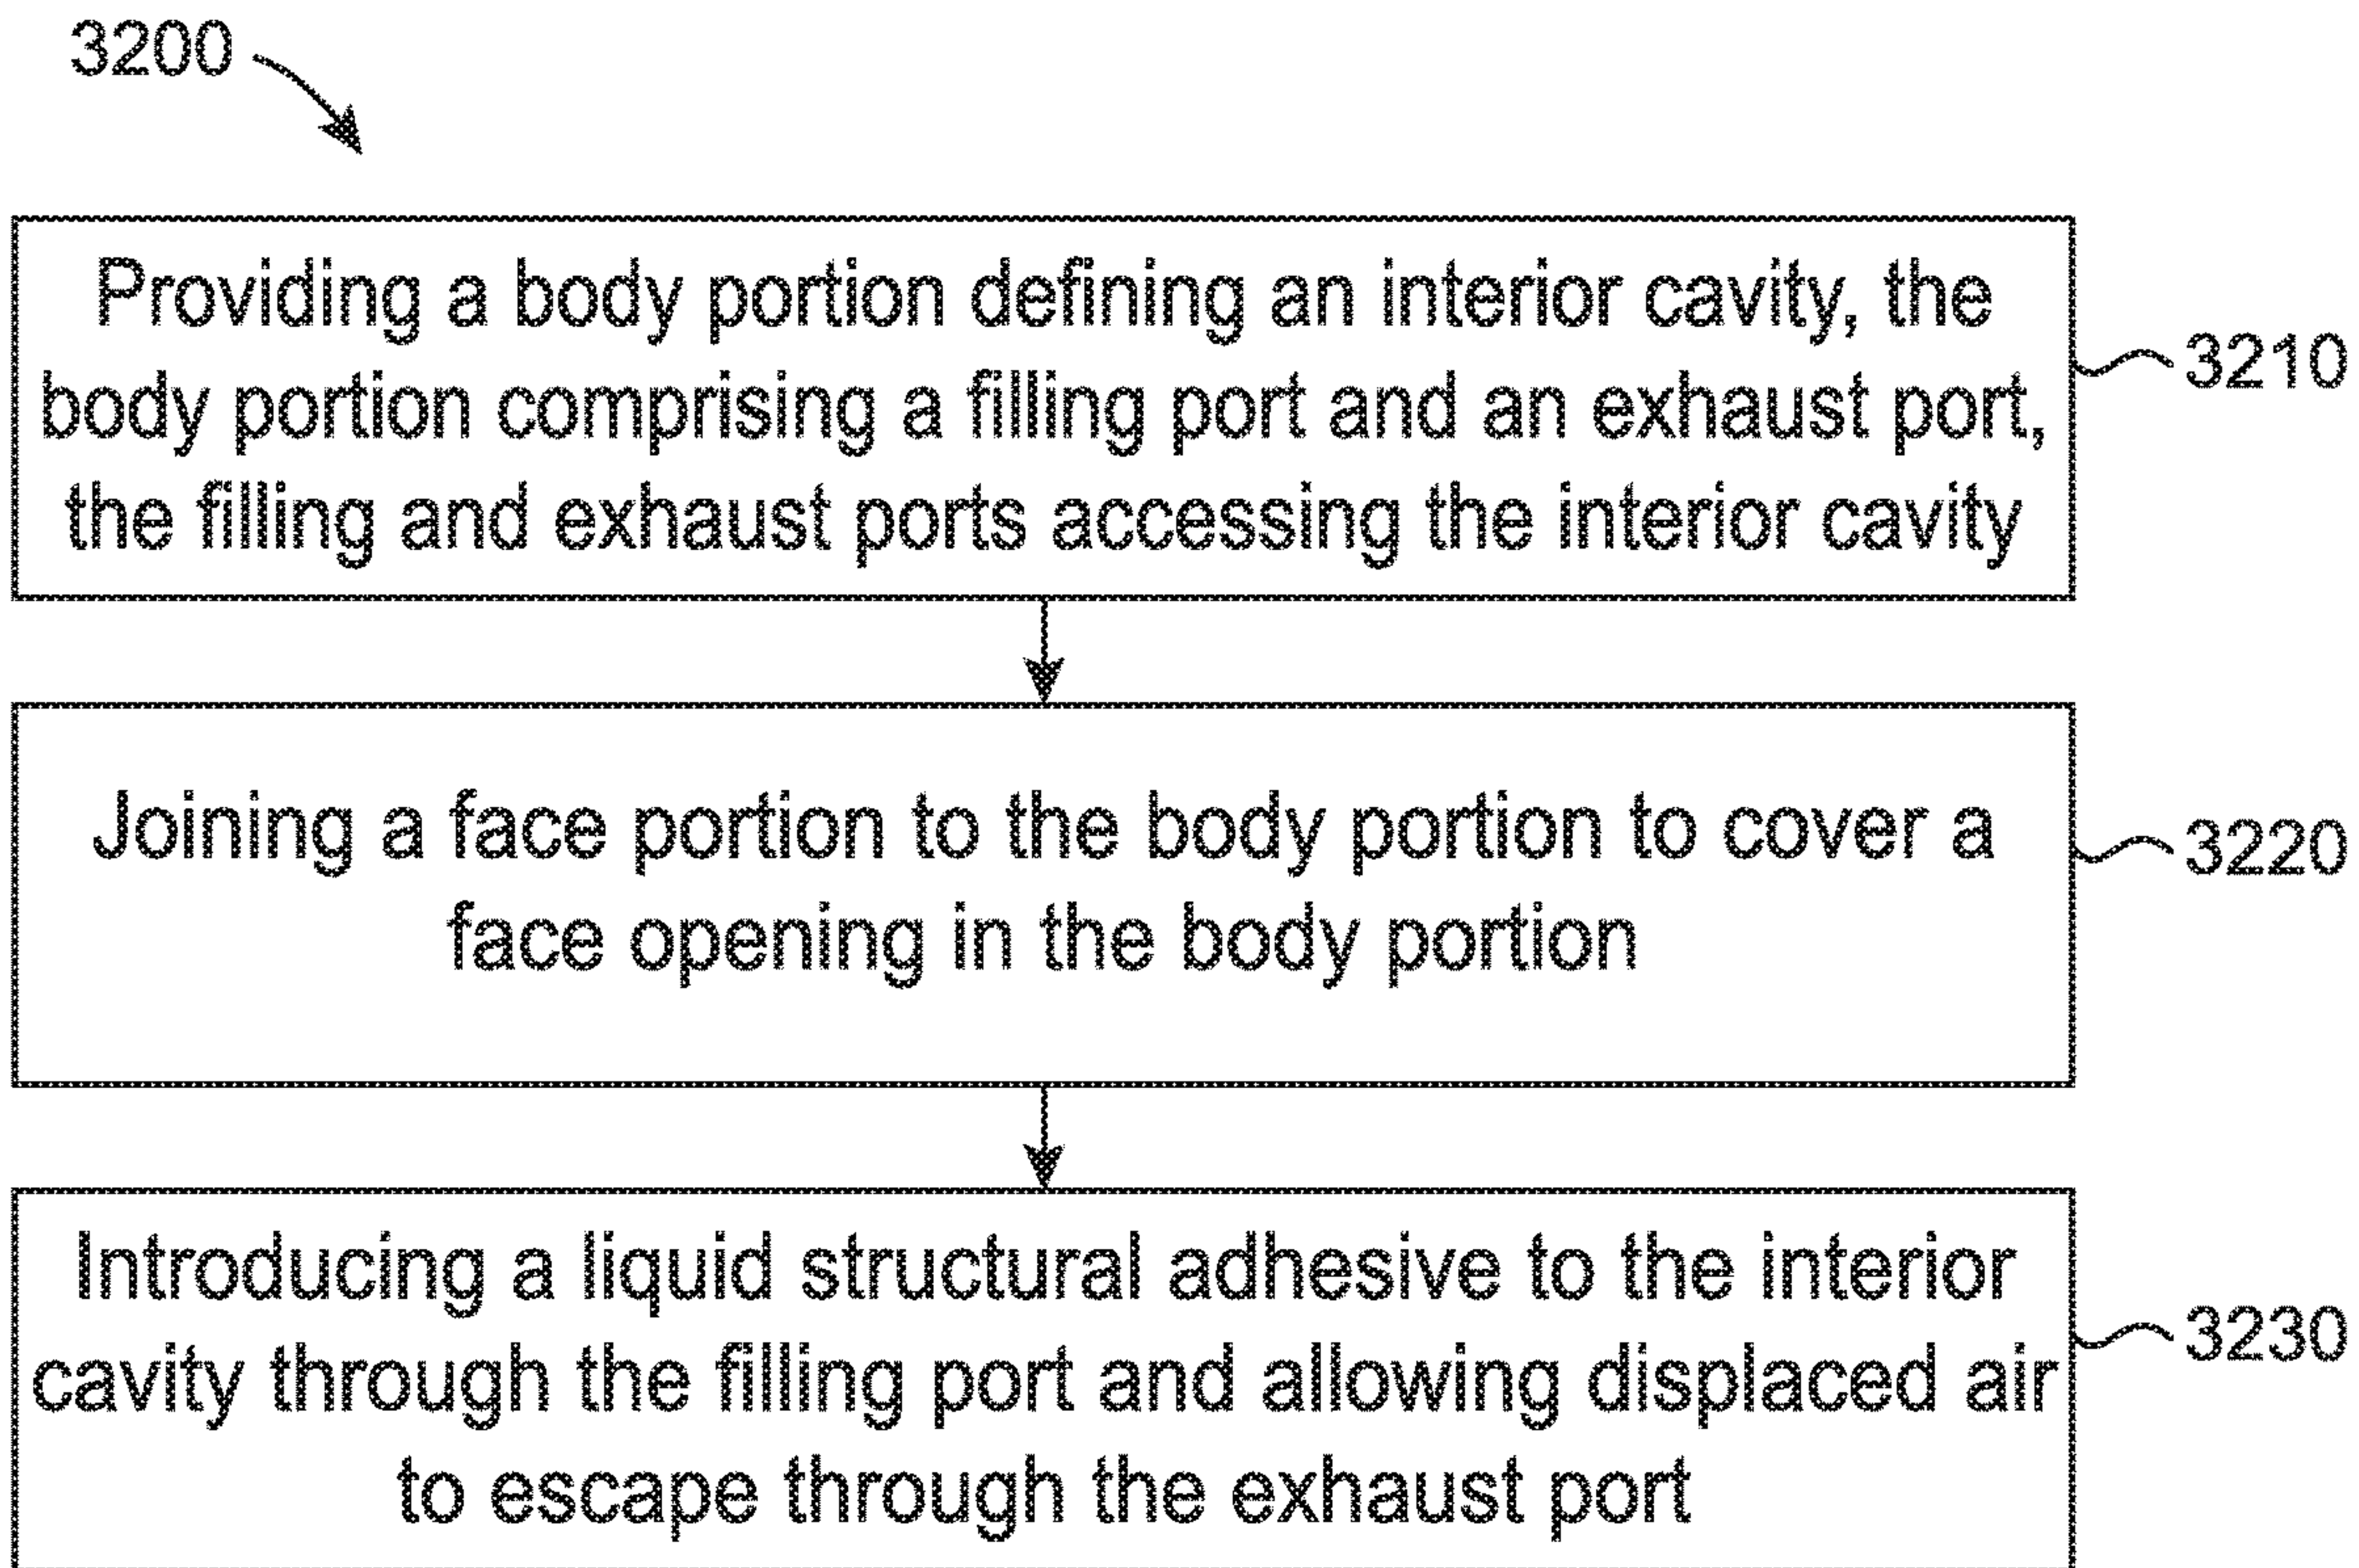 3200
Providing a body portion defining an interior cavity, the
body portion comprising a filling port and an exhaust port,
the filling and exhaust ports accessing the interior cavity
3210
Joining a face portion to the body portion to cover a
face opening in the body portion
3220
Introducing a liquid structural adhesive to the interior
cavity through the filling port and allowing displaced air
to escape through the exhaust port
3230